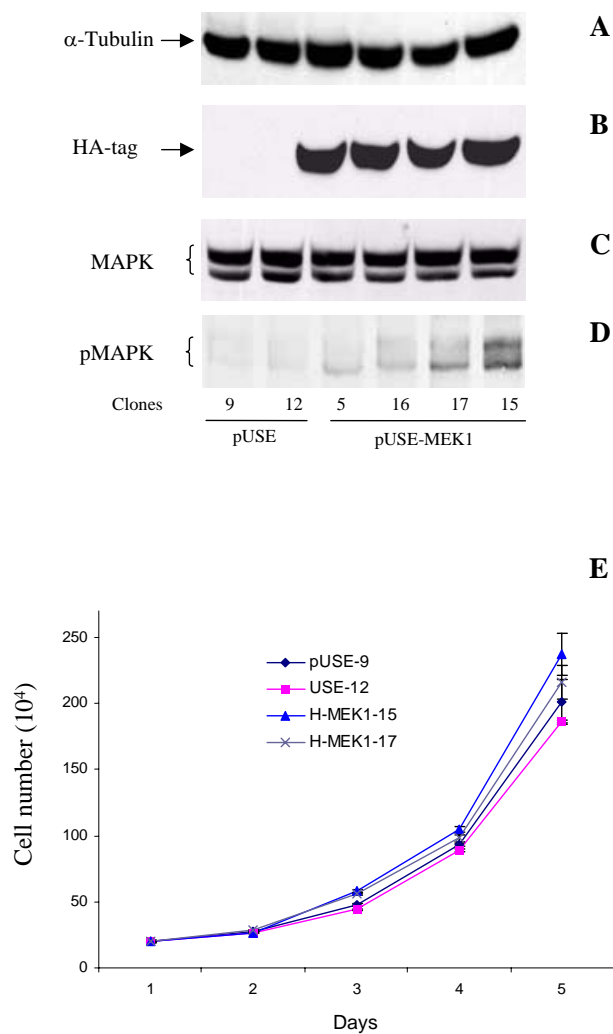 A
α-Tubulin
B
HA-tag
C
MAPK
D
pMAPK
Clones 9 12 5 16 17 15
pUSE pUSE-MEK1
E
250
200
150
100
50
0
Cell number (10⁴)
pUSE-9
USE-12
H-MEK1-15
H-MEK1-17
1 2 3 4 5
Days